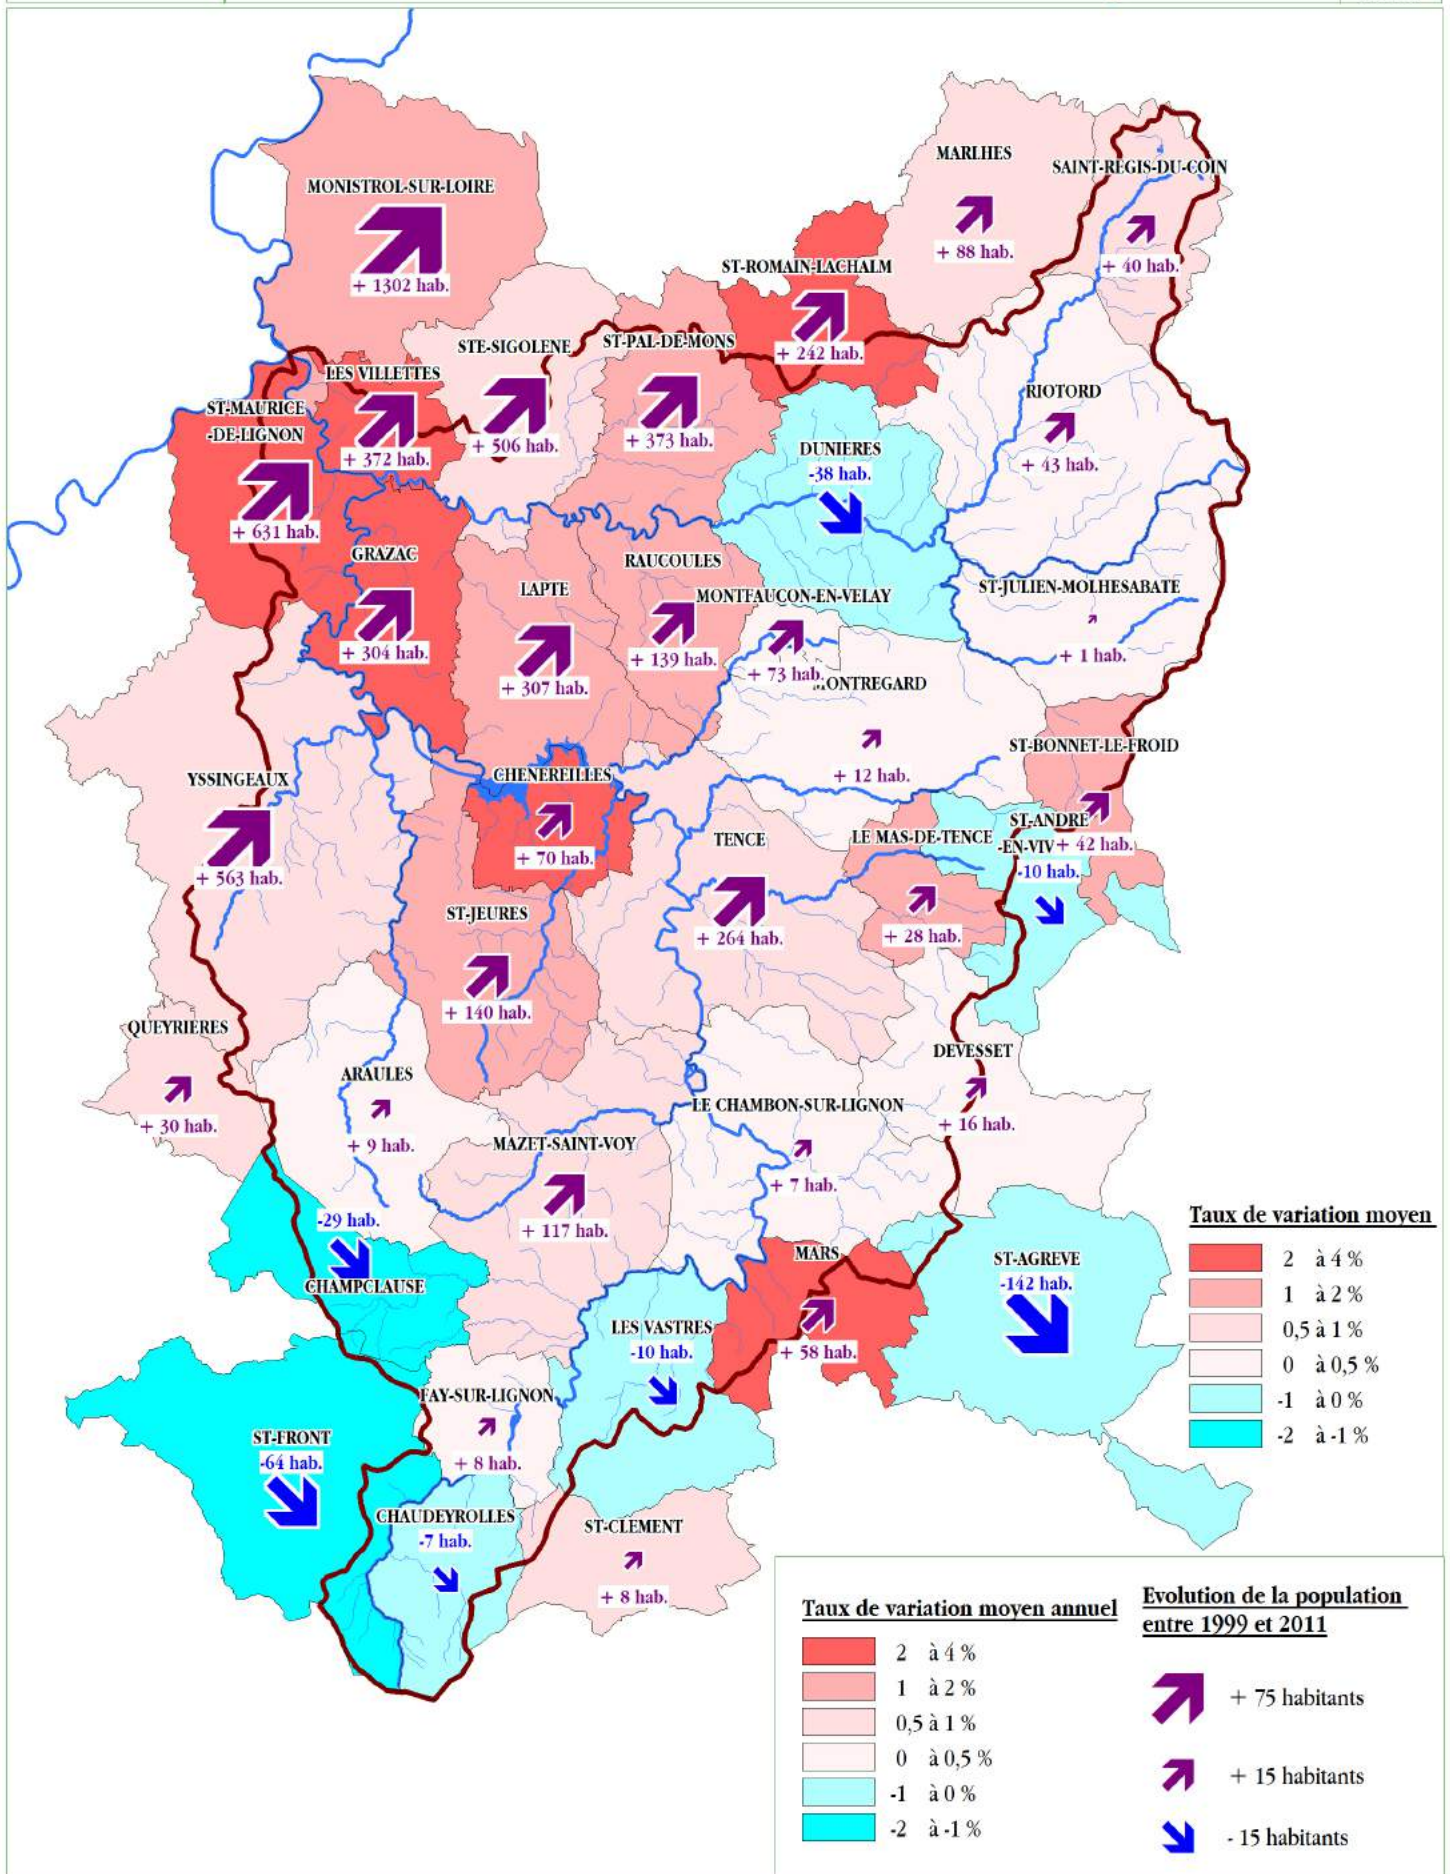 MARLHES
SAINT-REGIS-DU-COIN
MONISTROL-SUR-LOIRE
+ 88 hab.
+ 40 hab.
ST-ROMAIN-LACHALM
+ 1302 hab.
STE-SIGOLENE
ST-PAL-DE-MONS
+ 242 hab.
LES VILLETTES
RIOTORD
ST-MAURICE
-DE-LIGNON
+ 372 hab.
+ 506 hab.
+ 373 hab.
DUNIERES
-38 hab.
+ 43 hab.
+ 631 hab.
GRAZAC
RAUCOULES
LAPTE
MONTFAUCON-EN-VELAY
ST-JULIEN-MOLHESABATE
+ 304 hab.
+ 307 hab.
+ 139 hab.
+ 73 hab.
+ 1 hab.
MONTREGARD
ST-BONNET-LE-FROID
YSSINGEAUX
CHENEREILLES
+ 12 hab.
TENCE
LE MAS-DE-TENCE
ST-ANDRE
-EN-VIV
+ 42 hab.
+ 70 hab.
-10 hab.
+ 563 hab.
ST-JEURES
+ 264 hab.
+ 28 hab.
+ 140 hab.
QUEYRIERES
DEVESSET
ARAULES
+ 30 hab.
+ 9 hab.
LE CHAMBON-SUR-LIGNON
+ 16 hab.
MAZET-SAINT-VOY
+ 7 hab.
-29 hab.
+ 117 hab.
CHAMPCLAUSE
MARS
ST-AGREVE
-142 hab.
Taux de variation moyen
2 à 4 %
1 à 2 %
0,5 à 1 %
0 à 0,5 %
-1 à 0 %
-2 à -1 %
LES VASTRES
-10 hab.
+ 58 hab.
FAY-SUR-LIGNON
+ 8 hab.
ST-FRONT
-64 hab.
CHAUDEYROLLES
-7 hab.
ST-CLEMENT
+ 8 hab.
Taux de variation moyen annuel
2 à 4 %
1 à 2 %
0,5 à 1 %
0 à 0,5 %
-1 à 0 %
-2 à -1 %
Evolution de la population
entre 1999 et 2011
+ 75 habitants
+ 15 habitants
- 15 habitants